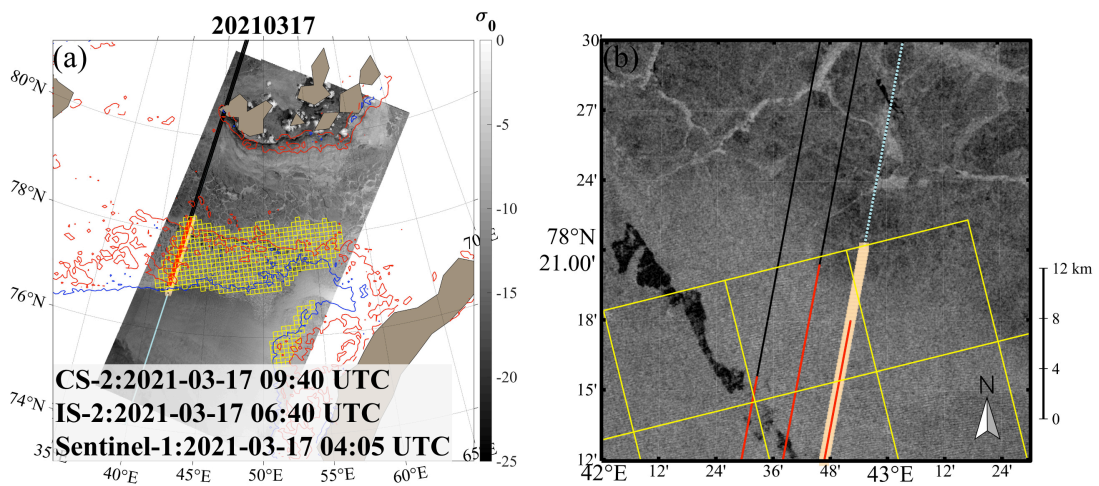 20210317
σ0
(a)
80°N
78°N
76°N
74°N
35°E
40°E
45°E
50°E
55°E
60°E
65°
70°E
0
-5
-10
-15
-20
-25
CS-2:2021-03-17 09:40 UTC
IS-2:2021-03-17 06:40 UTC
Sentinel-1:2021-03-17 04:05 UTC
(b)
30'
27'
24'
78°N
21.00'
18'
15'
12'
42°E
12'
24'
36'
48'
43°E
12'
24'
12 km
8
4
0
N